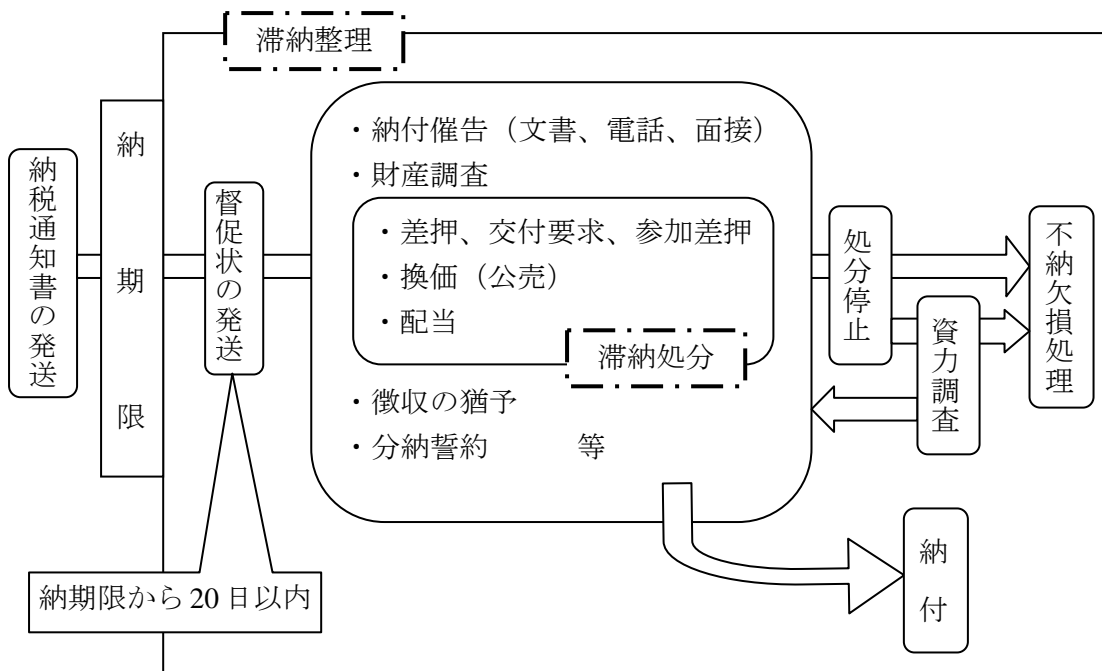 滞納整理
納税通知書の発送
納期限
督促状の発送
・納付催告（文書、電話、面接）
・財産調査
・差押、交付要求、参加差押
・換価（公売）
・配当
滞納処分
・徴収の猶予
・分納誓約　　　等
処分停止
資力調査
不納欠損処理
納付
納期限から20日以内